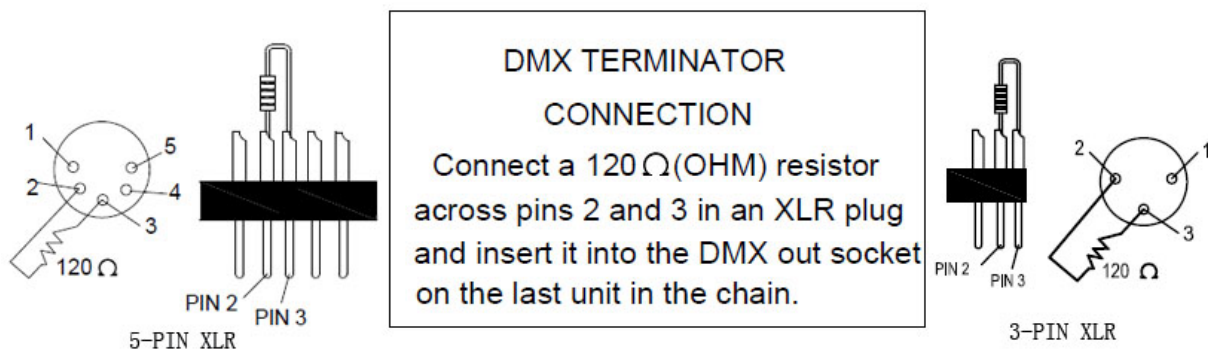 1
5
2
4
3
120 Ω
PIN 2
PIN 3
5-PIN XLR
DMX TERMINATOR
CONNECTION
Connect a 120 Ω(OHM) resistor
across pins 2 and 3 in an XLR plug
and insert it into the DMX out socket
on the last unit in the chain.
2
1
3
PIN 2
PIN 3
120 Ω
3-PIN XLR